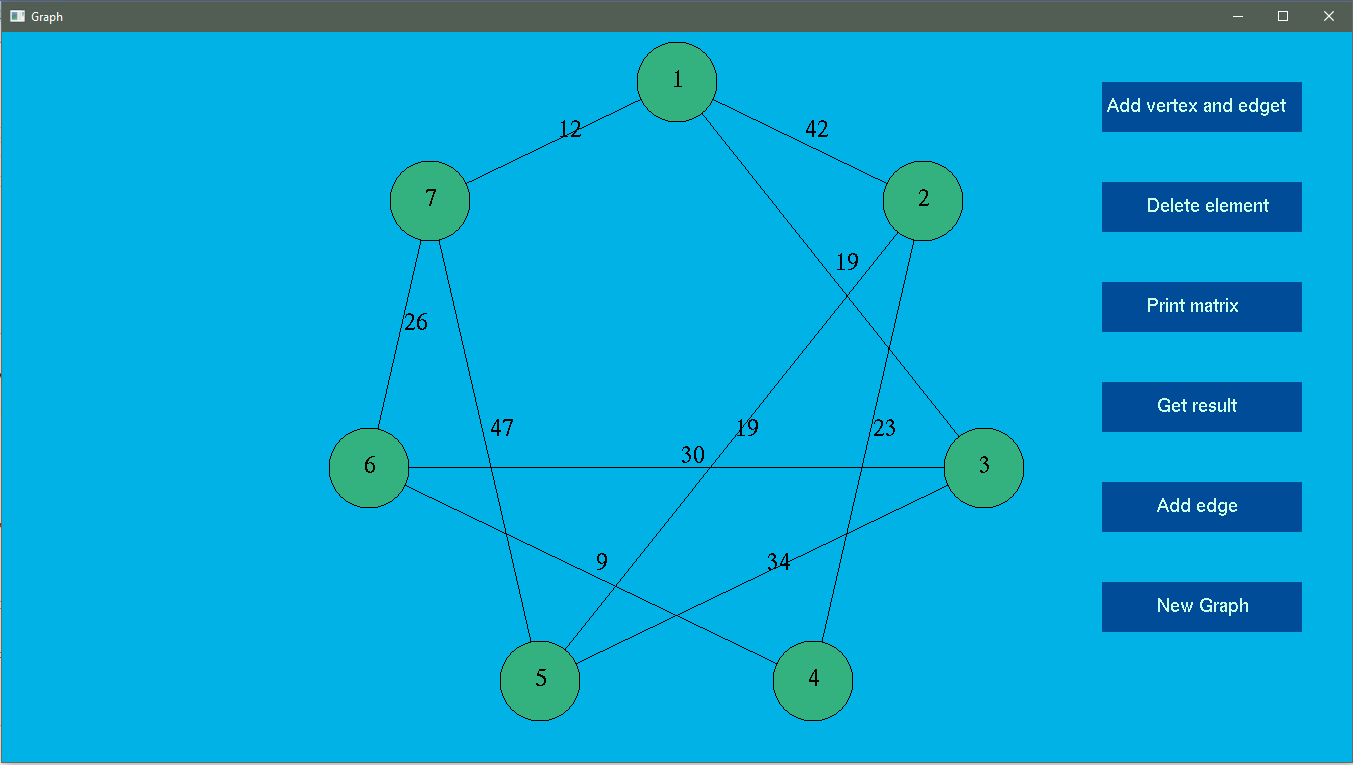 Graph
1
Add vertex and edget
12
42
7
2
Delete element
19
Print matrix
26
Get result
47
19
23
30
6
3
Add edge
9
34
New Graph
5
4